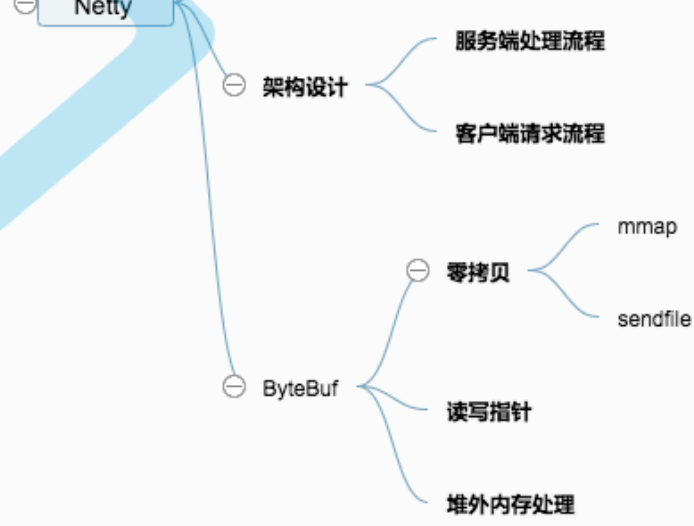 Netty
架构设计
服务端处理流程
客户端请求流程
ByteBuf
零拷贝
mmap
sendfile
读写指针
堆外内存处理